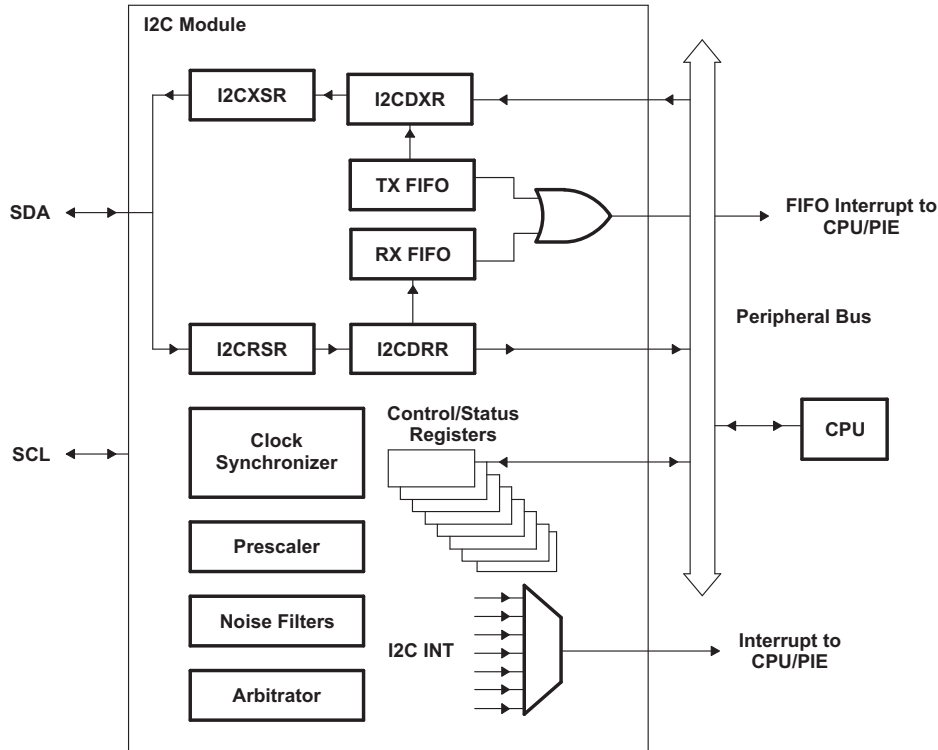 I2C Module
I2CXSR
I2CDXR
TX FIFO
SDA
FIFO Interrupt to
CPU/PIE
RX FIFO
Peripheral Bus
I2CRSR
I2CDRR
Control/Status
Registers
Clock
Synchronizer
CPU
SCL
Prescaler
Noise Filters
I2C INT
Interrupt to
CPU/PIE
Arbitrator